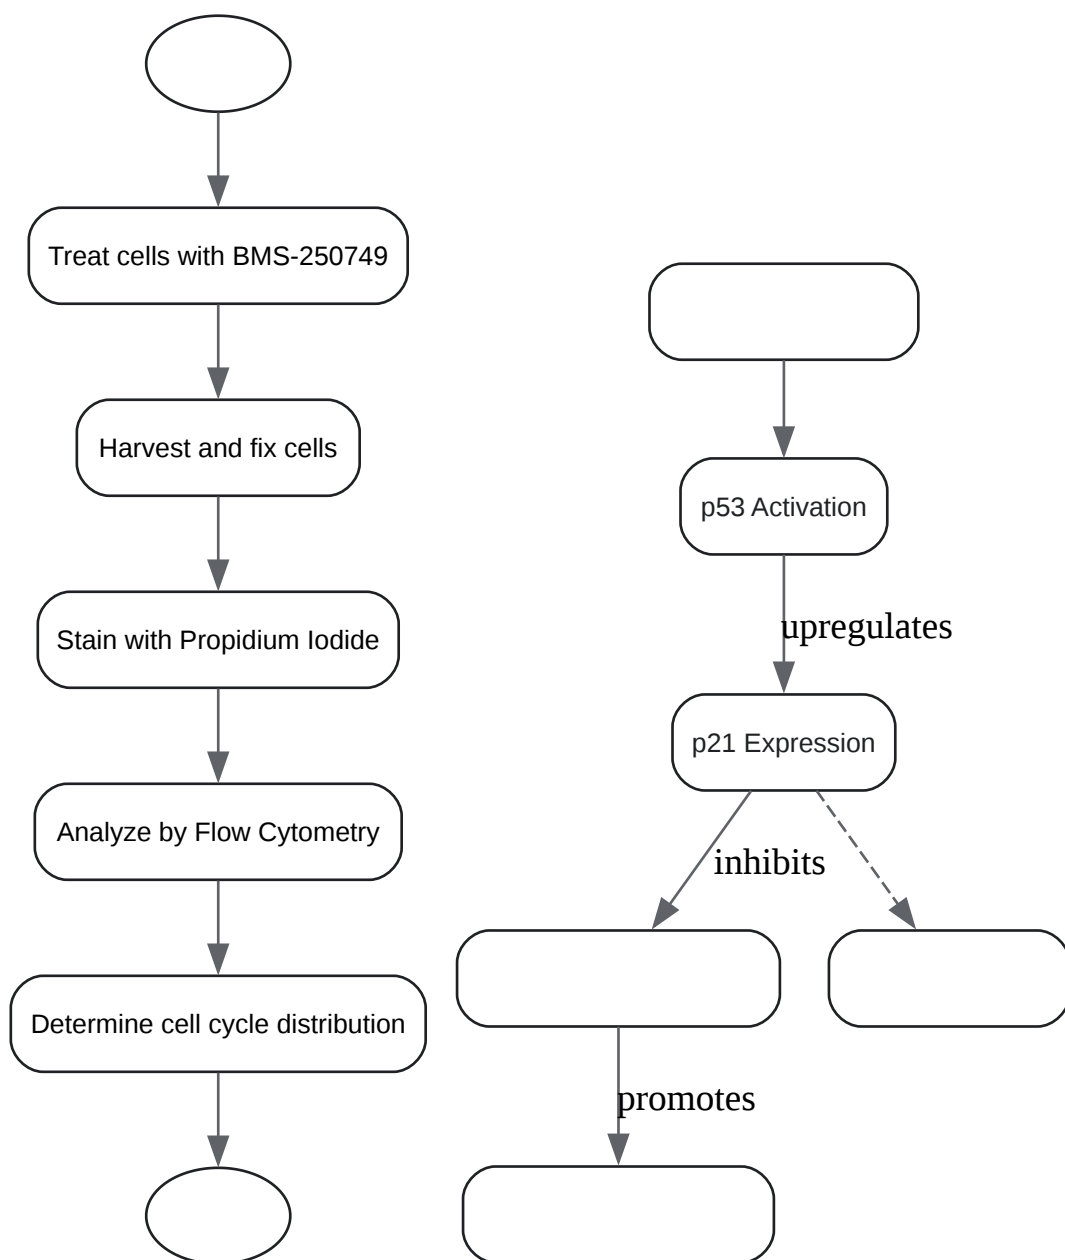 Treat cells with BMS-250749
Harvest and fix cells
Stain with Propidium Iodide
Analyze by Flow Cytometry
Determine cell cycle distribution
p53 Activation
upregulates
p21 Expression
inhibits
promotes